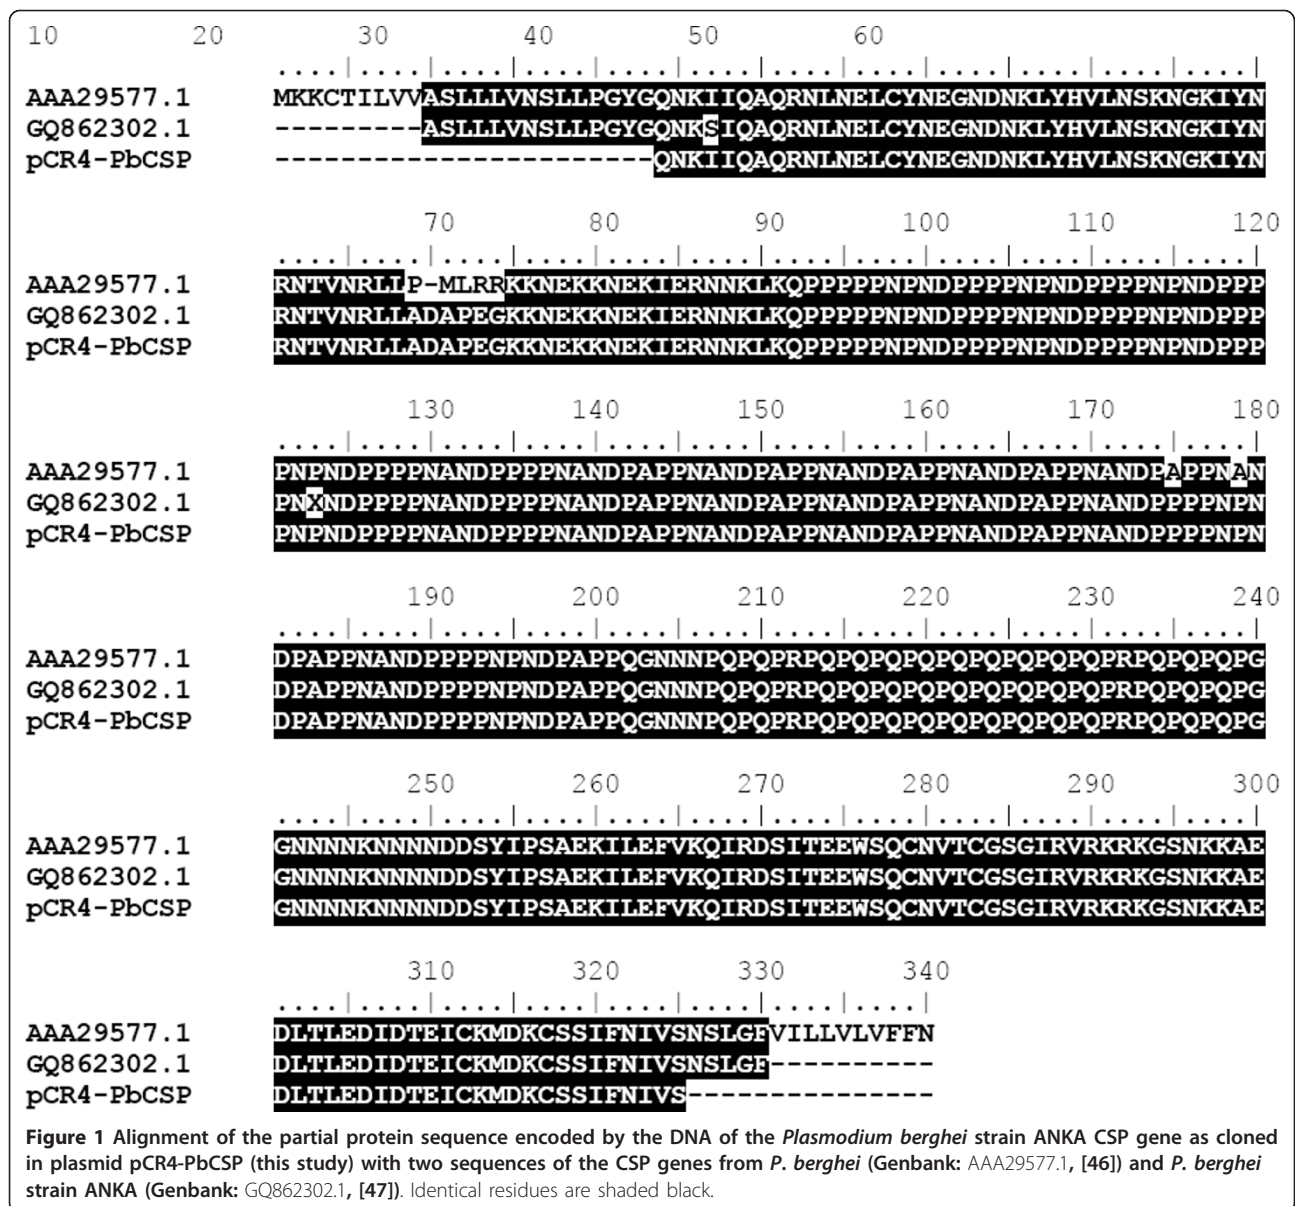 10 20 30 40 50 60
....|....|....|....|....|....|....|....|....|....|....|....|
AAA29577.1 MKKCTILVVASLLLVNSLLPGYGQNKIIQAQRNLNELCYNEGNDNKLYHVLNSKNGKIYN
GQ862302.1 ---------ASLLLVNSLLPGYGQNKSIQAQRNLNELCYNEGNDNKLYHVLNSKNGKIYN
pCR4-PbCSP -----------------------QNKIIQAQRNLNELCYNEGNDNKLYHVLNSKNGKIYN
70 80 90 100 110 120
....|....|....|....|....|....|....|....|....|....|....|....|
AAA29577.1 RNTVNRLLP-MLRRKKNEKKNEKIERNNKLKQPPPPPNPNDPPPPNPNDPPPPNPNDPPP
GQ862302.1 RNTVNRLLADAPEGKKNEKKNEKIERNNKLKQPPPPPNPNDPPPPNPNDPPPPNPNDPPP
pCR4-PbCSP RNTVNRLLADAPEGKKNEKKNEKIERNNKLKQPPPPPNPNDPPPPNPNDPPPPNPNDPPP
130 140 150 160 170 180
....|....|....|....|....|....|....|....|....|....|....|....|
AAA29577.1 PNPNDPPPPNANDPPPPNANDPAPPNANDPAPPNANDPAPPNANDPAPPNANDPAPPNAN
GQ862302.1 PNXNDPPPPNANDPPPPNANDPAPPNANDPAPPNANDPAPPNANDPAPPNANDPPPPNPN
pCR4-PbCSP PNPNDPPPPNANDPPPPNANDPAPPNANDPAPPNANDPAPPNANDPAPPNANDPPPPNPN
190 200 210 220 230 240
....|....|....|....|....|....|....|....|....|....|....|....|
AAA29577.1 DPAPPNANDPPPPNPNDPAPPQGNNNPQPQPRPQPQPQPQPQPQPQPQPQPRPQPQPQPG
GQ862302.1 DPAPPNANDPPPPNPNDPAPPQGNNNPQPQPRPQPQPQPQPQPQPQPQPQPRPQPQPQPG
pCR4-PbCSP DPAPPNANDPPPPNPNDPAPPQGNNNPQPQPRPQPQPQPQPQPQPQPQPQPRPQPQPQPG
250 260 270 280 290 300
....|....|....|....|....|....|....|....|....|....|....|....|
AAA29577.1 GNNNNKNNNNDDSYIPSAEKILEFVKQIRDSITEEWSQCNVTCGSGIRVRKRKGSNKKAE
GQ862302.1 GNNNNKNNNNDDSYIPSAEKILEFVKQIRDSITEEWSQCNVTCGSGIRVRKRKGSNKKAE
pCR4-PbCSP GNNNNKNNNNDDSYIPSAEKILEFVKQIRDSITEEWSQCNVTCGSGIRVRKRKGSNKKAE
310 320 330 340
....|....|....|....|....|....|....|....|
AAA29577.1 DLTLEDIDTEICKMDKCSSIFNIVSNSLGFVILLVLVFFN
GQ862302.1 DLTLEDIDTEICKMDKCSSIFNIVSNSLGF----------
pCR4-PbCSP DLTLEDIDTEICKMDKCSSIFNIVS---------------
Figure 1 Alignment of the partial protein sequence encoded by the DNA of the Plasmodium berghei strain ANKA CSP gene as cloned
in plasmid pCR4-PbCSP (this study) with two sequences of the CSP genes from P. berghei (Genbank: AAA29577.1, [46]) and P. berghei
strain ANKA (Genbank: GQ862302.1, [47]). Identical residues are shaded black.